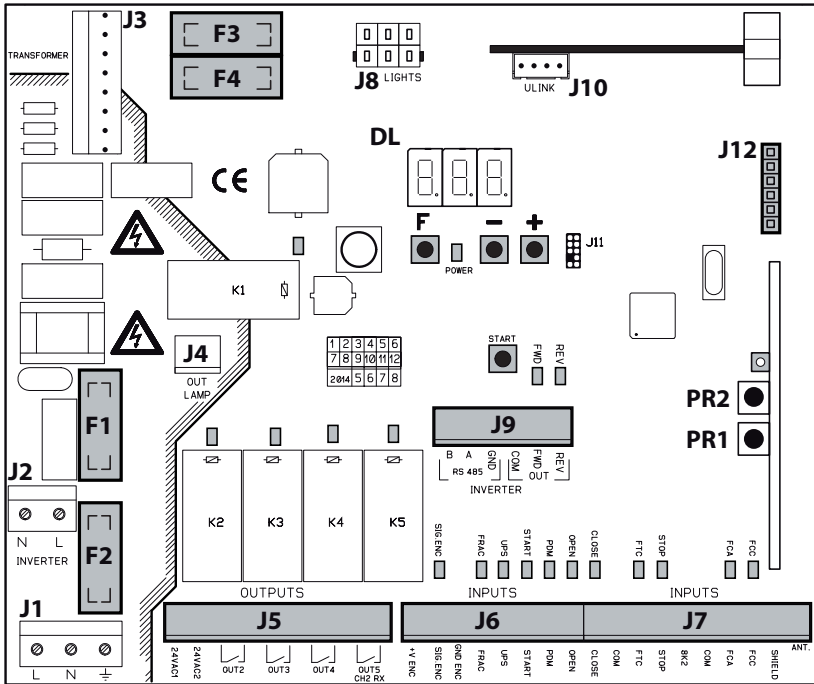 J3
F3
F4
TRANSFORMER
J8 LIGHTS
J10
ULINK
DL
J12
CE
F
-
+
POWER
J11
K1
START
FWD
REV
J4
OUT
LAMP
1 2 3 4 5 6
7 8 9 10 11 12
2014 5 6 7 8
PR2
PR1
F1
J9
B A GND COM FWD REV
RS 485 OUT
INVERTER
J2
N L
INVERTER
K2 K3 K4 K5
F2
SIG.ENC FRAC UPS START PDM OPEN CLOSE FTC STOP FCA FCC
OUTPUTS INPUTS INPUTS
J1
J5 J6 J7
L N
24VAC1 24VAC2 OUT2 OUT3 OUT4 OUT5
CH2 RX
+V ENC SIG ENC GND ENC FRAC UPS START PDM OPEN CLOSE COM FTC STOP 8K2 COM FCA FCC SHIELD ANT.